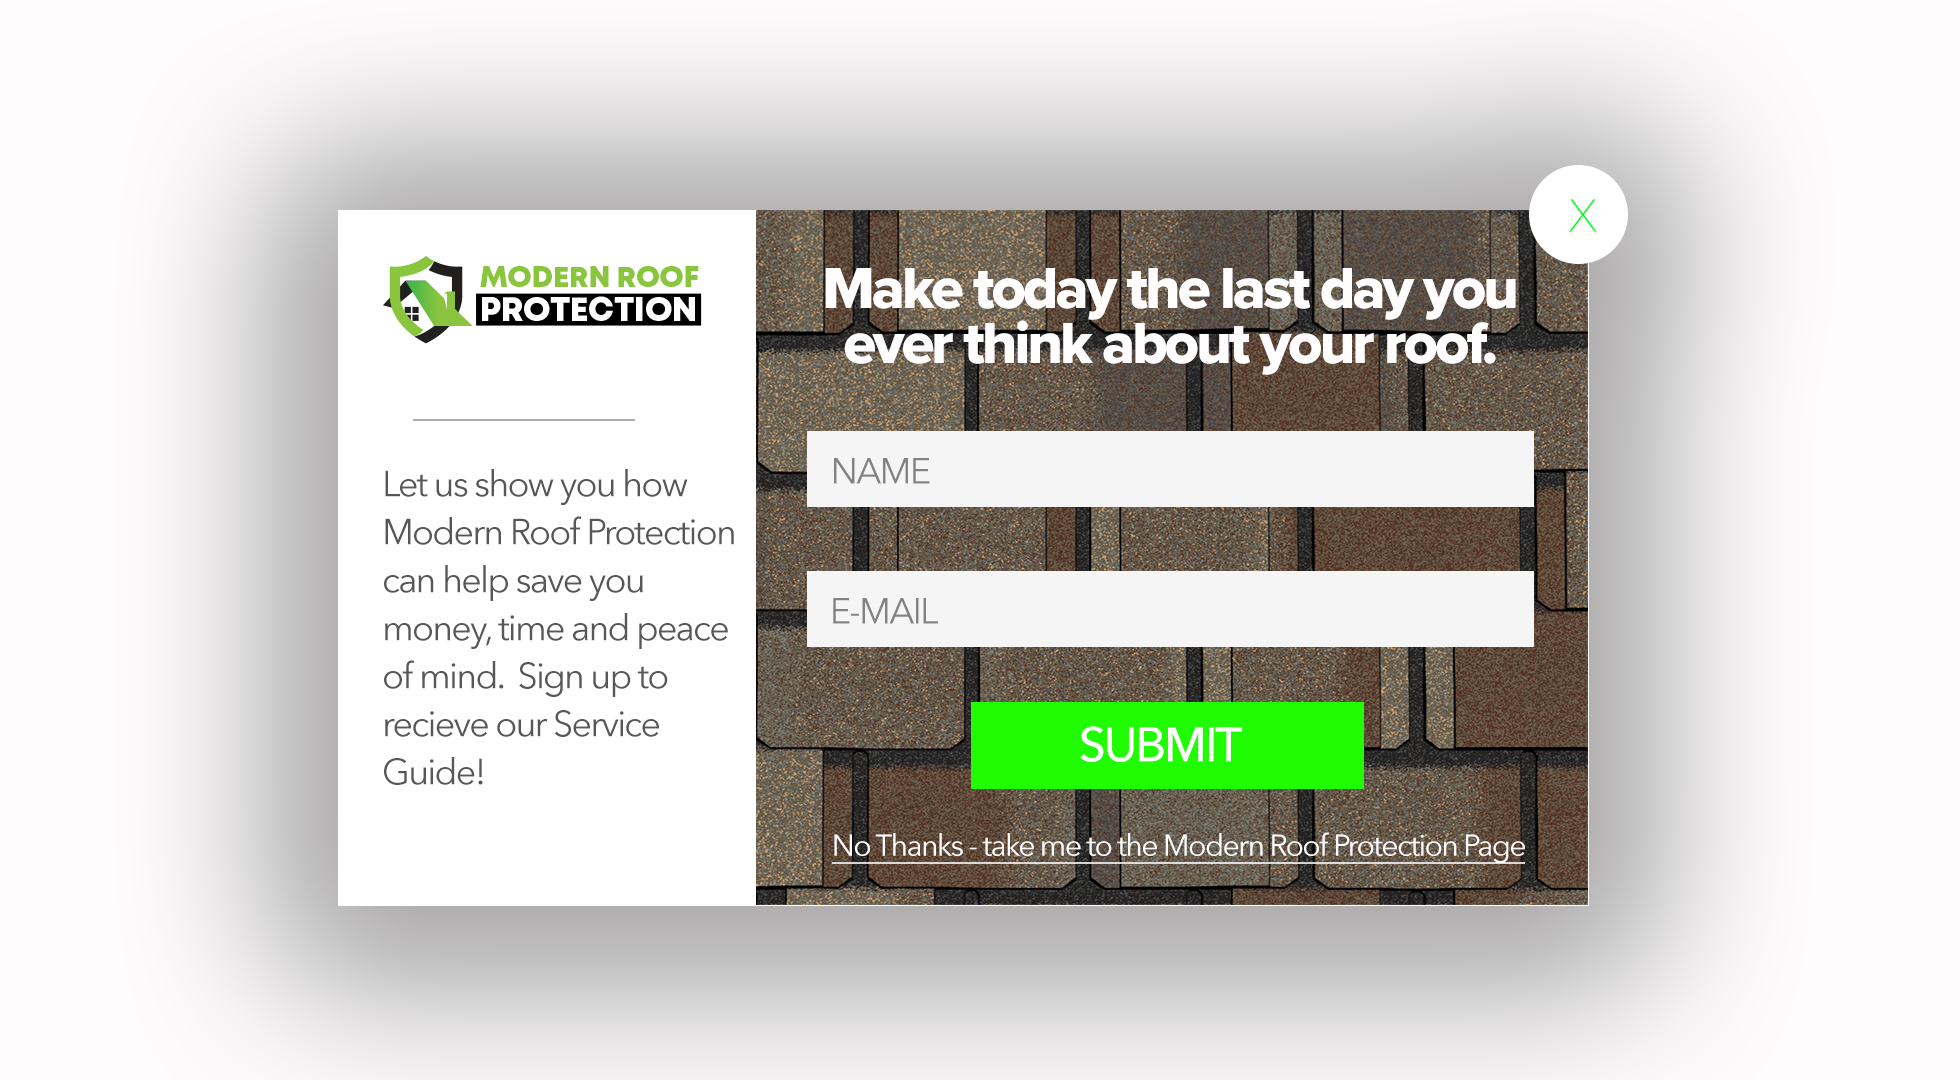 MODERN ROOF
PROTECTION
Let us show you how
Modern Roof Protection
can help save you
money, time and peace
of mind.  Sign up to
recieve our Service
Guide!
X
Make today the last day you
ever think about your roof.
NAME
E-MAIL
SUBMIT
No Thanks - take me to the Modern Roof Protection Page